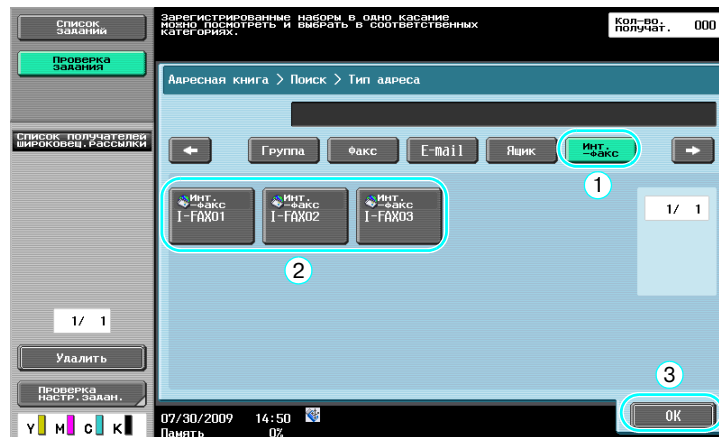 Список
заданий
Зарегистрированные наборы в одно касание
можно посмотреть и выбрать в соответственных
категориях.
Кол-во.
получат.
000
Проверка
задания
Адресная книга > Поиск > Тип адреса
Список получателей
широковещ.рассылки
Группа
Факс
E-mail
Ящик
Инт.
-факс
1
Инт.
-факс
I-FAX01
Инт.
-факс
I-FAX02
Инт.
-факс
I-FAX03
1/ 1
2
1/ 1
Удалить
3
Проверка
настр.задан.
OK
Y M C K
07/30/2009 14:50
Память 0%